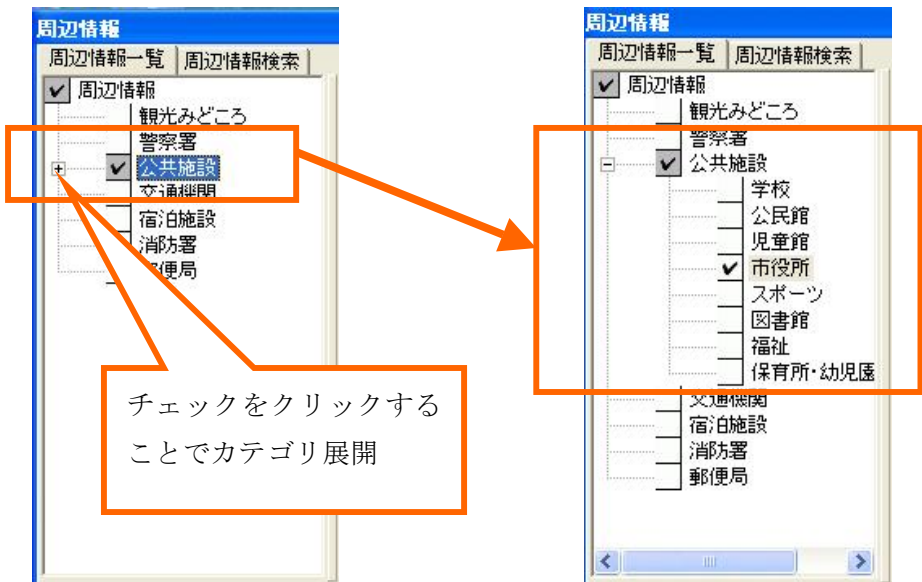 周辺情報
周辺情報一覧 周辺情報検索
周辺情報
観光みどころ
警察署
公共施設
交通機関
宿泊施設
消防署
郵便局
チェックをクリックする
ことでカテゴリ展開
周辺情報
周辺情報一覧 周辺情報検索
周辺情報
観光みどころ
警察署
公共施設
学校
公民館
児童館
市役所
スポーツ
図書館
福祉
保育所・幼児園
交通機関
宿泊施設
消防署
郵便局